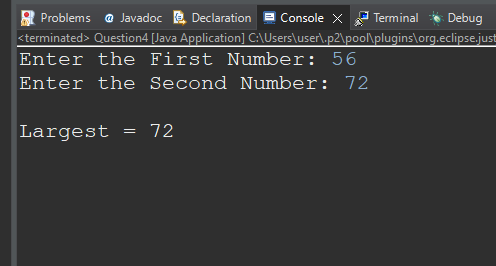 Problems Javadoc Declaration Console Terminal Debug
<terminated> Question4 [Java Application] C:\Users\user\.p2\pool\plugins\org.eclipse.just
Enter the First Number: 56
Enter the Second Number: 72
Largest = 72